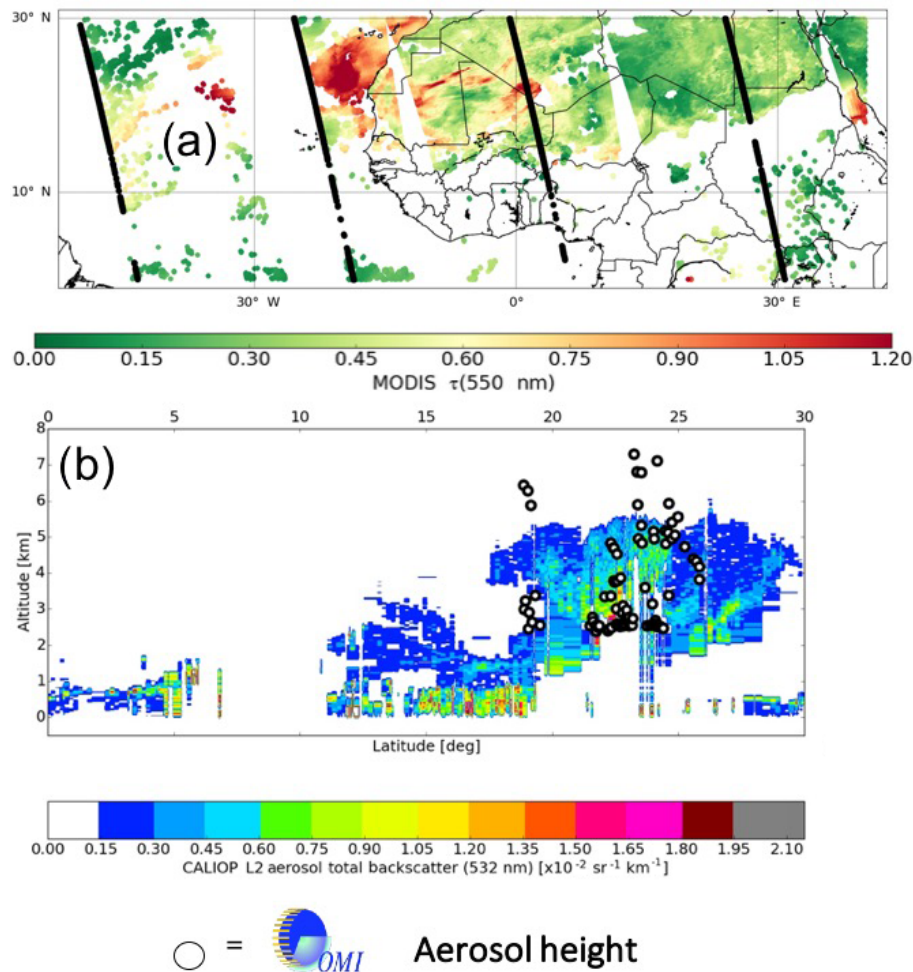 30° N
(a)
10° N
30° W 0° 30° E
0.00 0.15 0.30 0.45 0.60 0.75 0.90 1.05 1.20
MODIS τ(550 nm)
0 5 10 15 20 25 30
(b)
8
7
6
5
4
3
2
1
0
Altitude [km]
Latitude [deg]
0.00 0.15 0.30 0.45 0.60 0.75 0.90 1.05 1.20 1.35 1.50 1.65 1.80 1.95 2.10
CALIOP L2 aerosol total backscatter (532 nm) [x10⁻² sr⁻¹ km⁻¹]
= OMI Aerosol height